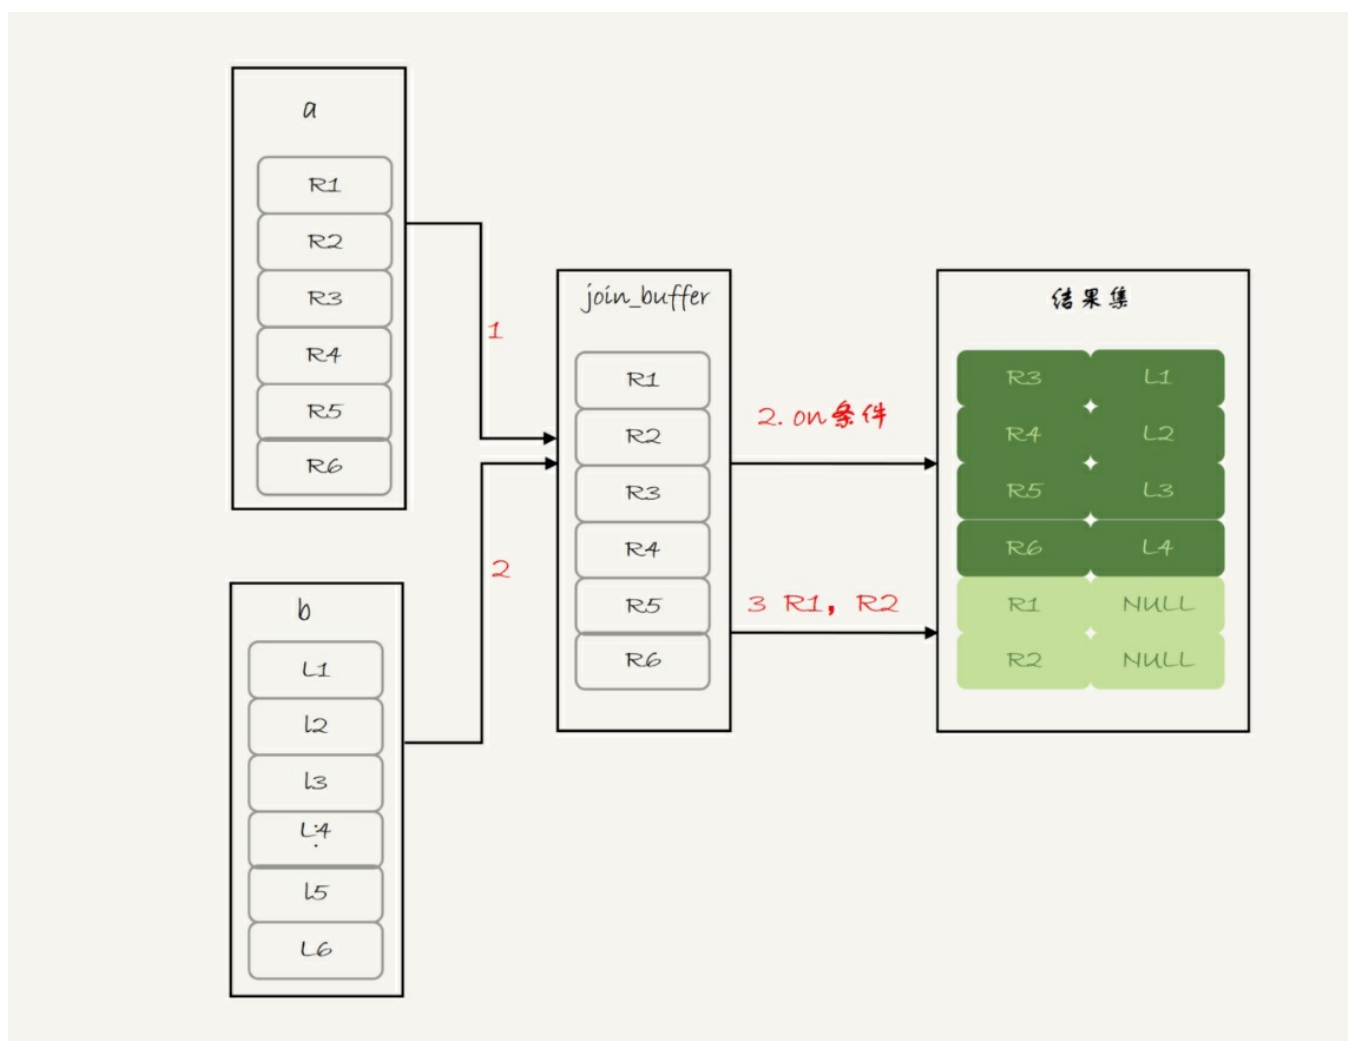 a
R1
R2
R3
R4
R5
R6
b
L1
l2
l3
L4
l5
L6
1
2
join_buffer
R1
R2
R3
R4
R5
R6
2. on条件
3 R1, R2
结果集
R3 L1
R4 L2
R5 L3
R6 L4
R1 NULL
R2 NULL